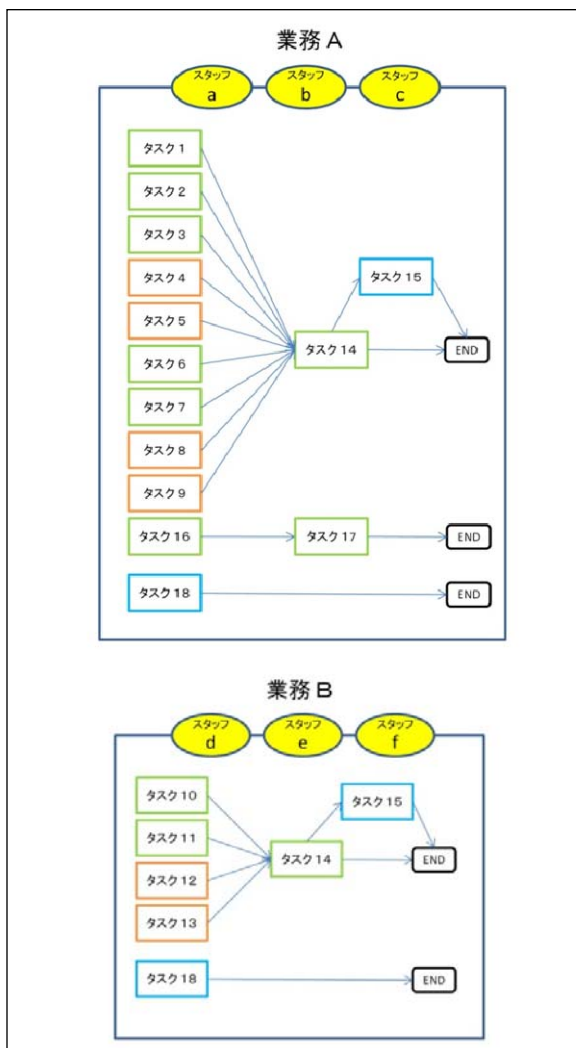 業務A
スタッフ
a
スタッフ
b
スタッフ
c
タスク1
タスク2
タスク3
タスク4
タスク5
タスク6
タスク7
タスク8
タスク9
タスク14
タスク15
END
タスク16
タスク17
END
タスク18
END
業務B
スタッフ
d
スタッフ
e
スタッフ
f
タスク10
タスク11
タスク12
タスク13
タスク14
タスク15
END
タスク18
END